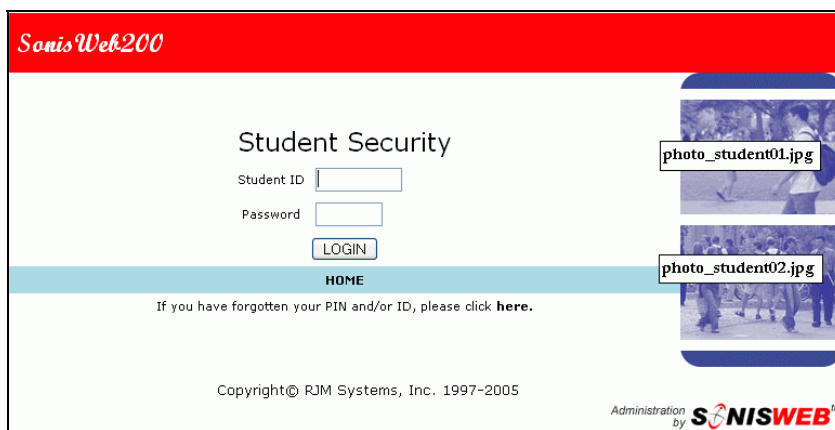 SonisWeb200
Student Security
Student ID
Password
LOGIN
HOME
If you have forgotten your PIN and/or ID, please click here.
Copyright© RJM Systems, Inc. 1997-2005
photo_student01.jpg
photo_student02.jpg
Administration
by SONISWEB